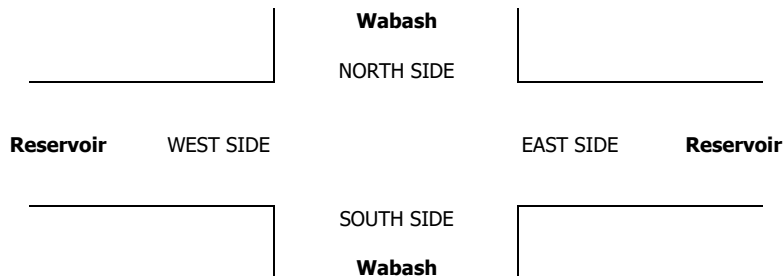 Wabash
NORTH SIDE
Reservoir WEST SIDE EAST SIDE Reservoir
SOUTH SIDE
Wabash